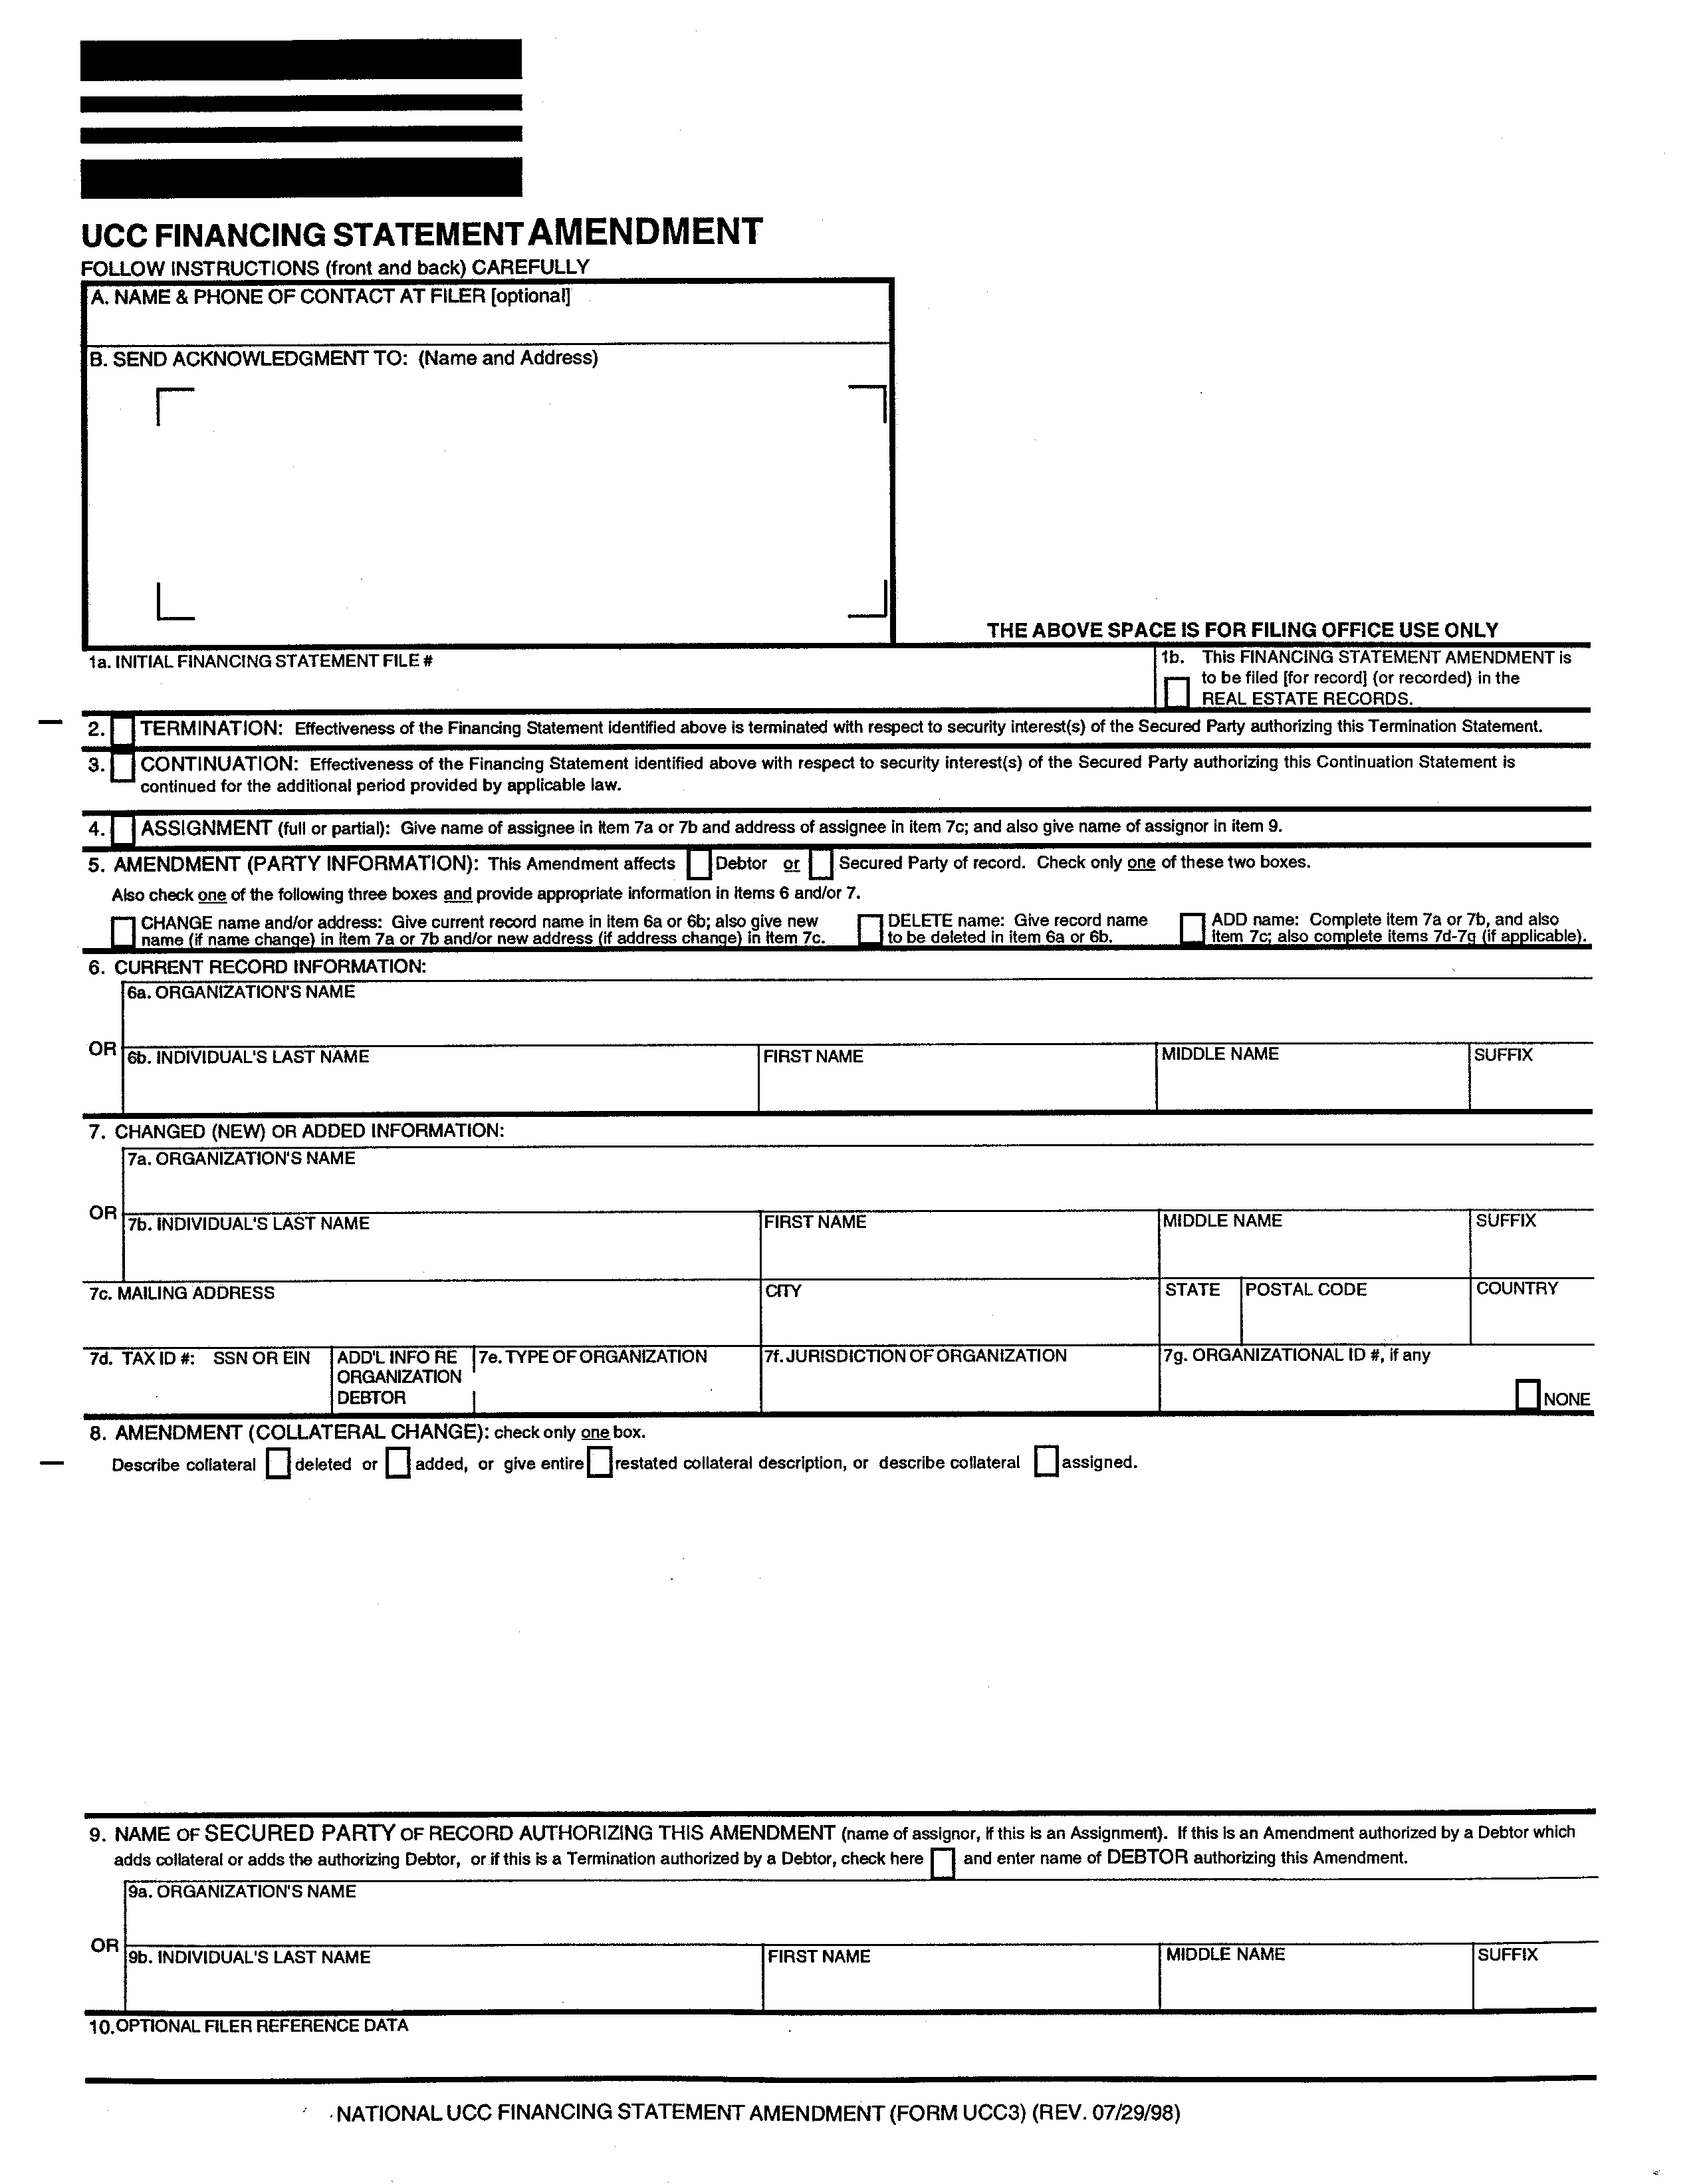 UCC FINANCING STATEMENT AMENDMENT
FOLLOW INSTRUCTIONS (front and back) CAREFULLY
A. NAME & PHONE OF CONTACT AT FILER [optional]
B. SEND ACKNOWLEDGMENT TO: (Name and Address)
THE ABOVE SPACE IS FOR FILING OFFICE USE ONLY
1a. INITIAL FINANCING STATEMENT FILE #
1b. This FINANCING STATEMENT AMENDMENT is
to be filed [for record] (or recorded) in the
REAL ESTATE RECORDS.
2. TERMINATION: Effectiveness of the Financing Statement identified above is terminated with respect to security interest(s) of the Secured Party authorizing this Termination Statement.
3. CONTINUATION: Effectiveness of the Financing Statement identified above with respect to security interest(s) of the Secured Party authorizing this Continuation Statement is
continued for the additional period provided by applicable law.
4. ASSIGNMENT (full or partial): Give name of assignee in item 7a or 7b and address of assignee in item 7c; and also give name of assignor in item 9.
5. AMENDMENT (PARTY INFORMATION): This Amendment affects Debtor or Secured Party of record. Check only one of these two boxes.
Also check one of the following three boxes and provide appropriate information in items 6 and/or 7.
CHANGE name and/or address: Give current record name in item 6a or 6b; also give new
name (if name change) in item 7a or 7b and/or new address (if address change) in item 7c.
DELETE name: Give record name
to be deleted in item 6a or 6b.
ADD name: Complete item 7a or 7b, and also
item 7c; also complete items 7d-7g (if applicable).
6. CURRENT RECORD INFORMATION:
6a. ORGANIZATION'S NAME
OR
6b. INDIVIDUAL'S LAST NAME FIRST NAME MIDDLE NAME SUFFIX
7. CHANGED (NEW) OR ADDED INFORMATION:
7a. ORGANIZATION'S NAME
OR
7b. INDIVIDUAL'S LAST NAME FIRST NAME MIDDLE NAME SUFFIX
7c. MAILING ADDRESS CITY STATE POSTAL CODE COUNTRY
7d. TAX ID #: SSN OR EIN
ADD'L INFO RE
ORGANIZATION
DEBTOR
7e. TYPE OF ORGANIZATION
7f. JURISDICTION OF ORGANIZATION
7g. ORGANIZATIONAL ID #, if any
NONE
8. AMENDMENT (COLLATERAL CHANGE): check only one box.
Describe collateral deleted or added, or give entire restated collateral description, or describe collateral assigned.
9. NAME OF SECURED PARTY OF RECORD AUTHORIZING THIS AMENDMENT (name of assignor, if this is an Assignment). If this is an Amendment authorized by a Debtor which
adds collateral or adds the authorizing Debtor, or if this is a Termination authorized by a Debtor, check here and enter name of DEBTOR authorizing this Amendment.
9a. ORGANIZATION'S NAME
OR
9b. INDIVIDUAL'S LAST NAME FIRST NAME MIDDLE NAME SUFFIX
10. OPTIONAL FILER REFERENCE DATA
NATIONAL UCC FINANCING STATEMENT AMENDMENT (FORM UCC3) (REV. 07/29/98)